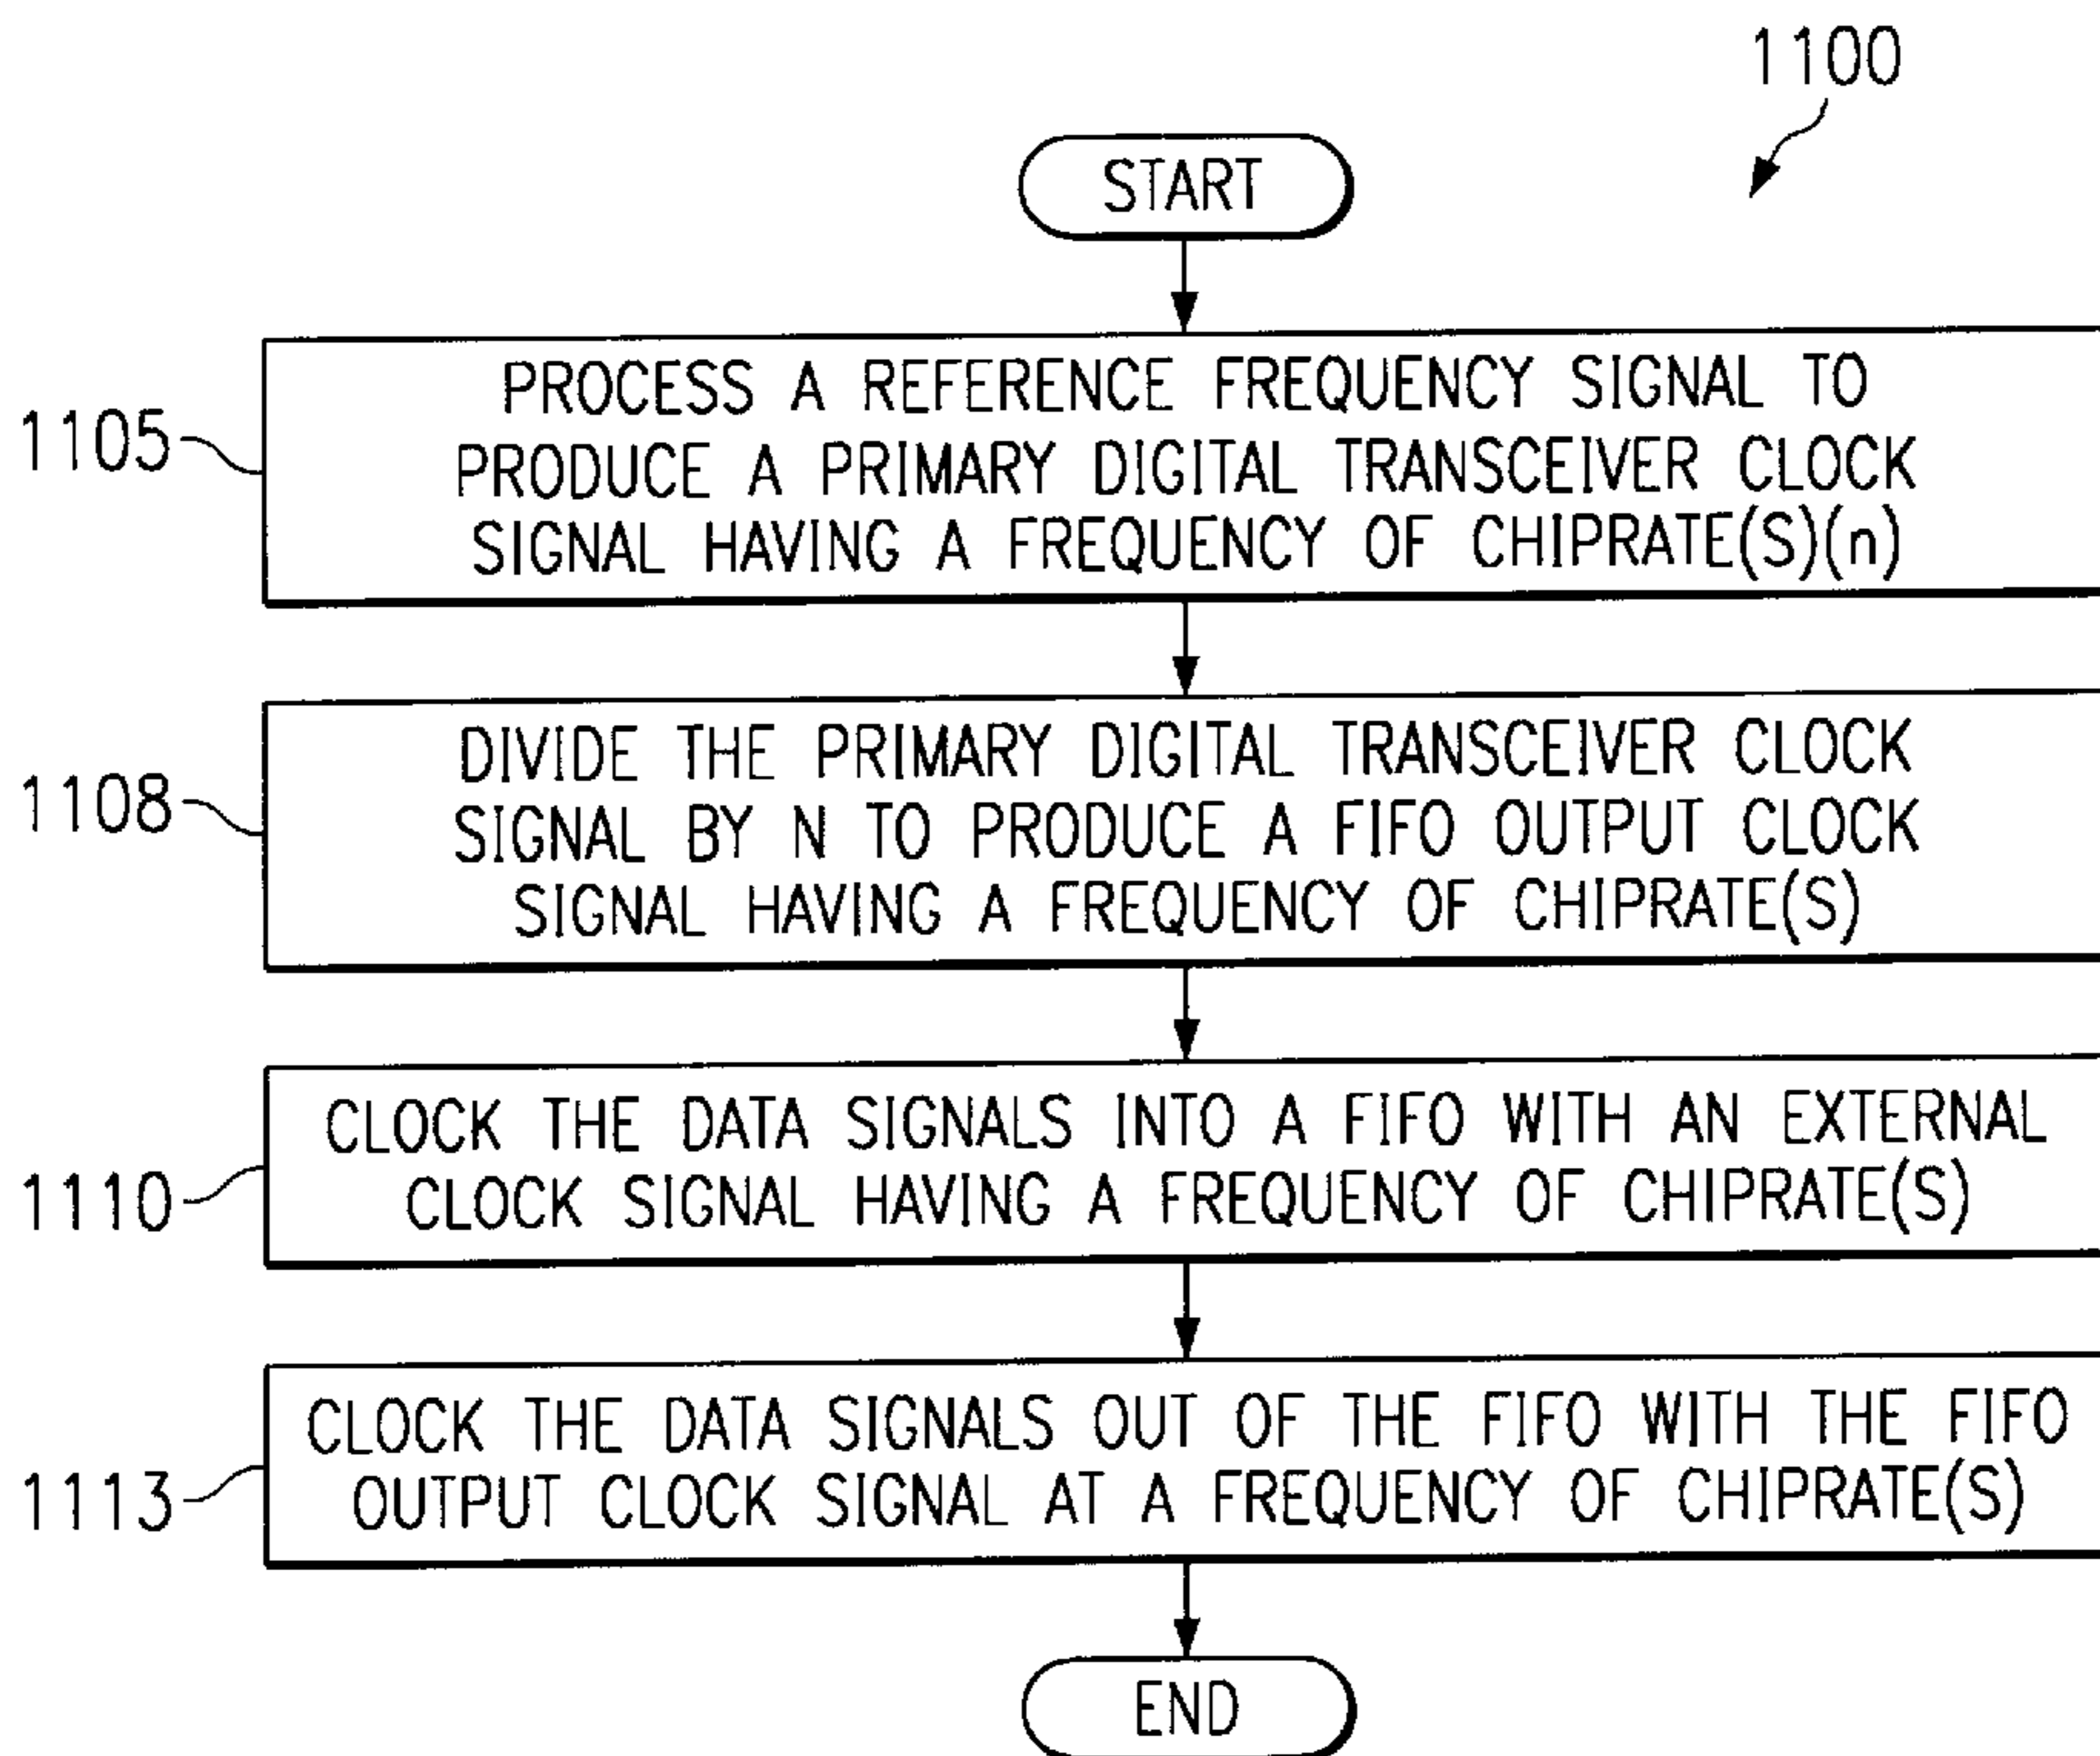 1100
START
1105
PROCESS A REFERENCE FREQUENCY SIGNAL TO
PRODUCE A PRIMARY DIGITAL TRANSCEIVER CLOCK
SIGNAL HAVING A FREQUENCY OF CHIPRATE(S)(n)
1108
DIVIDE THE PRIMARY DIGITAL TRANSCEIVER CLOCK
SIGNAL BY N TO PRODUCE A FIFO OUTPUT CLOCK
SIGNAL HAVING A FREQUENCY OF CHIPRATE(S)
1110
CLOCK THE DATA SIGNALS INTO A FIFO WITH AN EXTERNAL
CLOCK SIGNAL HAVING A FREQUENCY OF CHIPRATE(S)
1113
CLOCK THE DATA SIGNALS OUT OF THE FIFO WITH THE FIFO
OUTPUT CLOCK SIGNAL AT A FREQUENCY OF CHIPRATE(S)
END